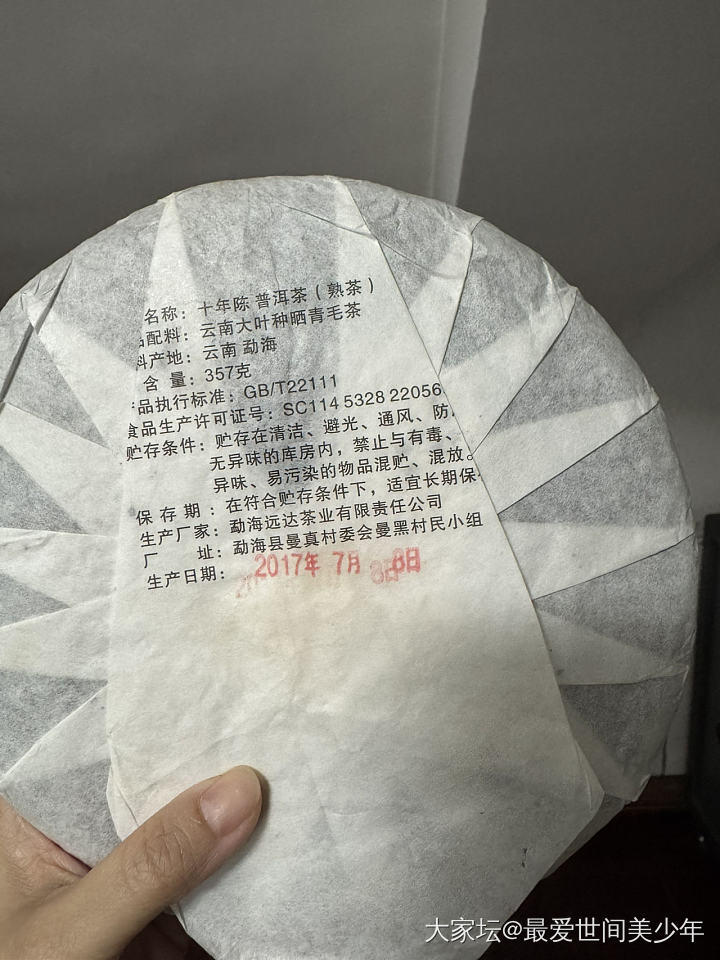 名称：十年陈 普洱茶（熟茶）
配料：云南大叶种晒青毛茶
料产地：云南 勐海
含 量：357克
品执行标准：GB/T22111
食品生产许可证号：SC114 5328 22056
贮存条件：贮存在清洁、避光、通风、防
无异味的库房内，禁止与有毒、
异味、易污染的物品混贮、混放。
保 存 期：在符合贮存条件下，适宜长期保
生产厂家：勐海远达茶业有限责任公司
厂 址：勐海县曼真村委会曼黑村民小组
生产日期：2017年 7月 8日
大家坛@最爱世间美少年